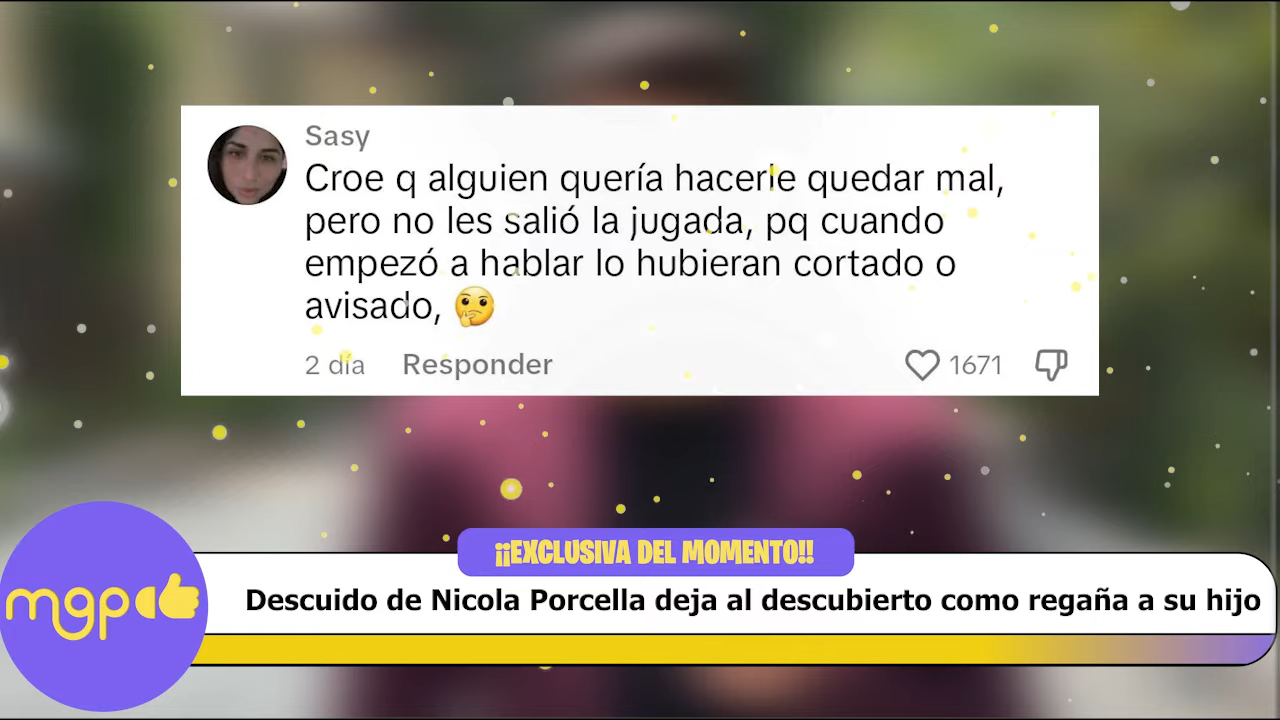 Sasy
Croe q alguien quería hacerle quedar mal,
pero no les salió la jugada, pq cuando
empezó a hablar lo hubieran cortado o
avisado, 🤔
2 día Responder 1671
¡¡EXCLUSIVA DEL MOMENTO!!
mgp
Descuido de Nicola Porcella deja al descubierto como regaña a su hijo